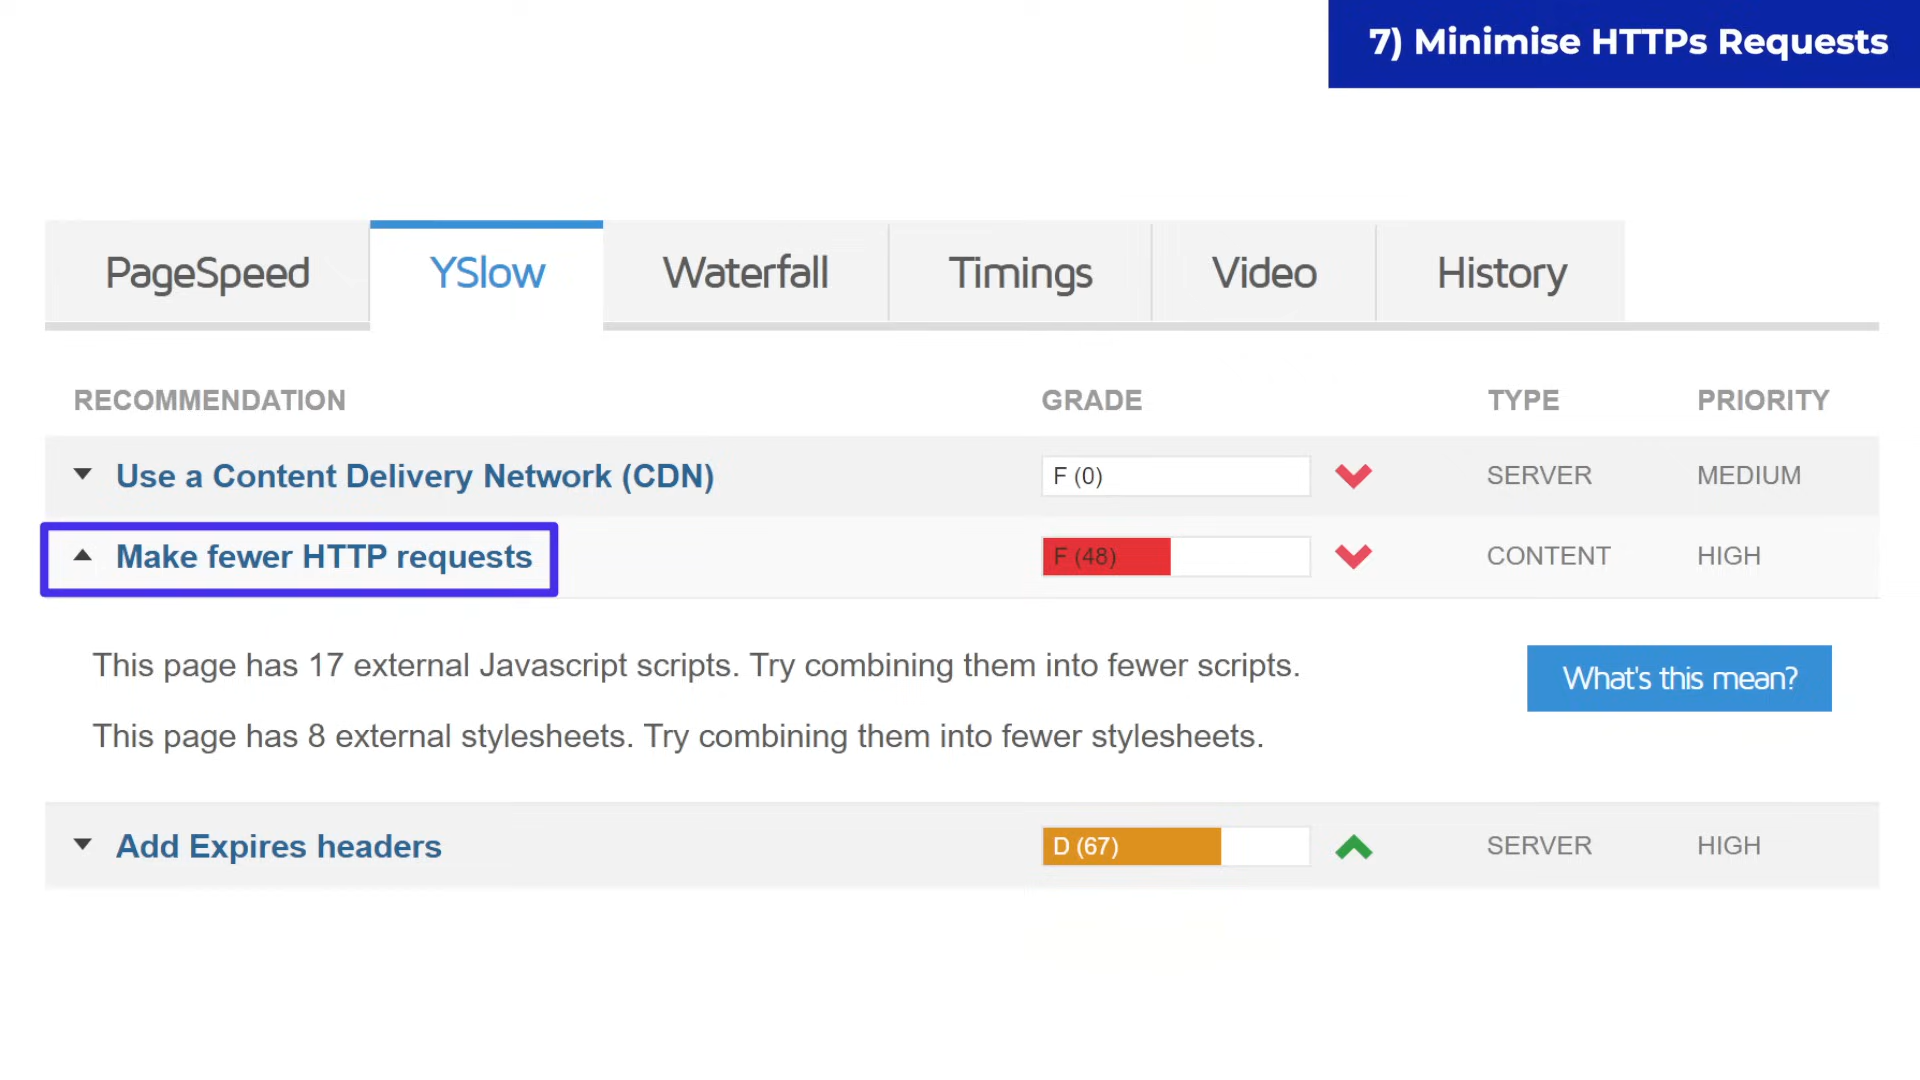 7) Minimise HTTPs Requests
PageSpeed YSlow Waterfall Timings Video History
RECOMMENDATION GRADE TYPE PRIORITY
Use a Content Delivery Network (CDN) F (0) SERVER MEDIUM
Make fewer HTTP requests F (48) CONTENT HIGH
This page has 17 external Javascript scripts. Try combining them into fewer scripts.
What's this mean?
This page has 8 external stylesheets. Try combining them into fewer stylesheets.
Add Expires headers D (67) SERVER HIGH